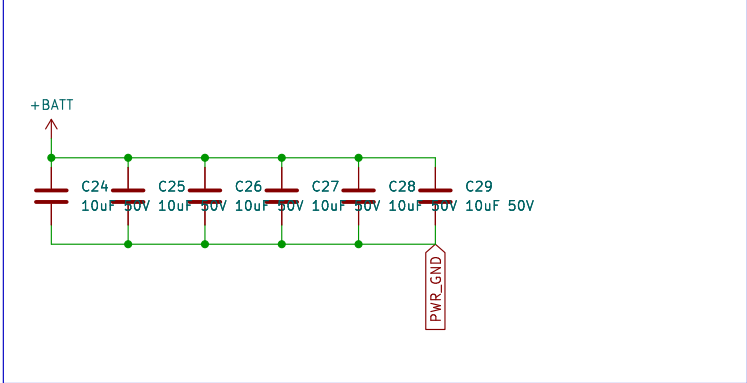 +BATT
C24 C25 C26 C27 C28 C29
10uF 50V 10uF 50V 10uF 50V 10uF 50V 10uF 50V 10uF 50V
PWR_GND